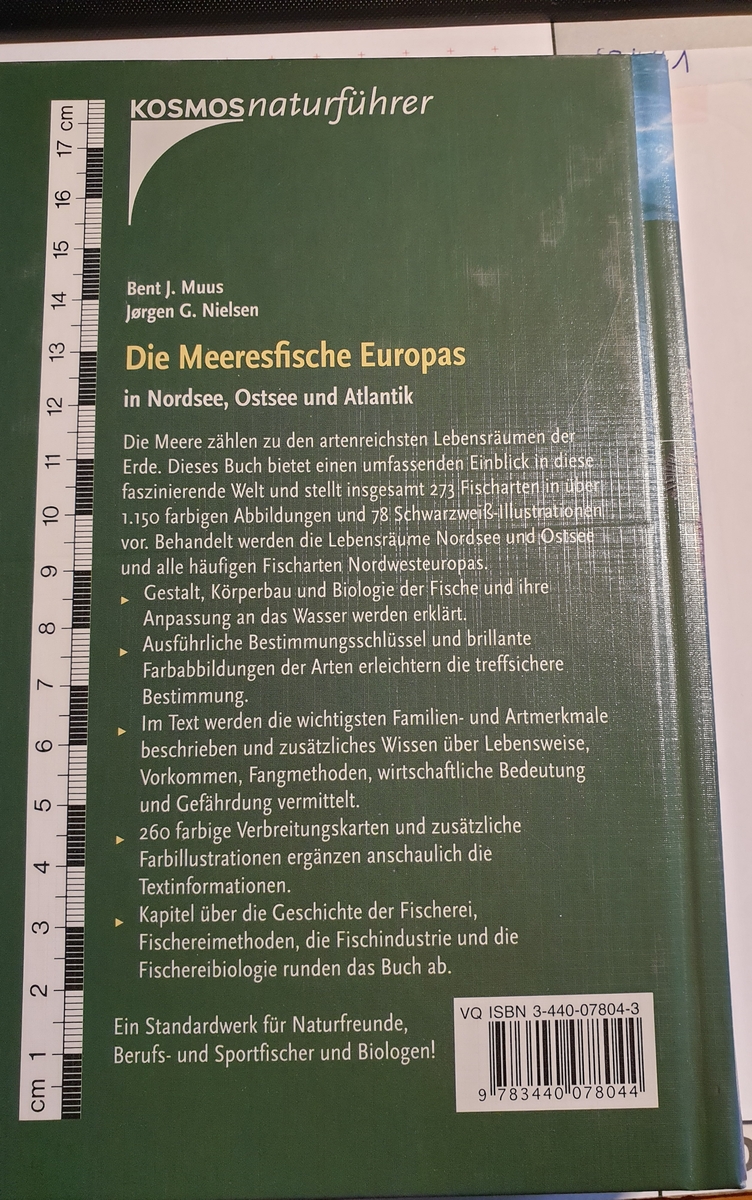 KOSMOSnaturführer
Bent J. Muus
Jørgen G. Nielsen
Die Meeresfische Europas
in Nordsee, Ostsee und Atlantik
Die Meere zählen zu den artenreichsten Lebensräumen der
Erde. Dieses Buch bietet einen umfassenden Einblick in diese
faszinierende Welt und stellt insgesamt 273 Fischarten in über
1.150 farbigen Abbildungen und 78 Schwarzweiß-Illustrationen
vor. Behandelt werden die Lebensräume Nordsee und Ostsee
und alle häufigen Fischarten Nordwesteuropas.
Gestalt, Körperbau und Biologie der Fische und ihre
Anpassung an das Wasser werden erklärt.
Ausführliche Bestimmungsschlüssel und brillante
Farbabbildungen der Arten erleichtern die treffsichere
Bestimmung.
Im Text werden die wichtigsten Familien- und Artmerkmale
beschrieben und zusätzliches Wissen über Lebensweise,
Vorkommen, Fangmethoden, wirtschaftliche Bedeutung
und Gefährdung vermittelt.
260 farbige Verbreitungskarten und zusätzliche
Farbillustrationen ergänzen anschaulich die
Textinformationen.
Kapitel über die Geschichte der Fischerei,
Fischereimethoden, die Fischindustrie und die
Fischereibiologie runden das Buch ab.
Ein Standardwerk für Naturfreunde,
Berufs- und Sportfischer und Biologen!
VQ ISBN 3-440-07804-3
9 783440 078044
cm 1 2 3 4 5 6 7 8 9 10 11 12 13 14 15 16 17 cm